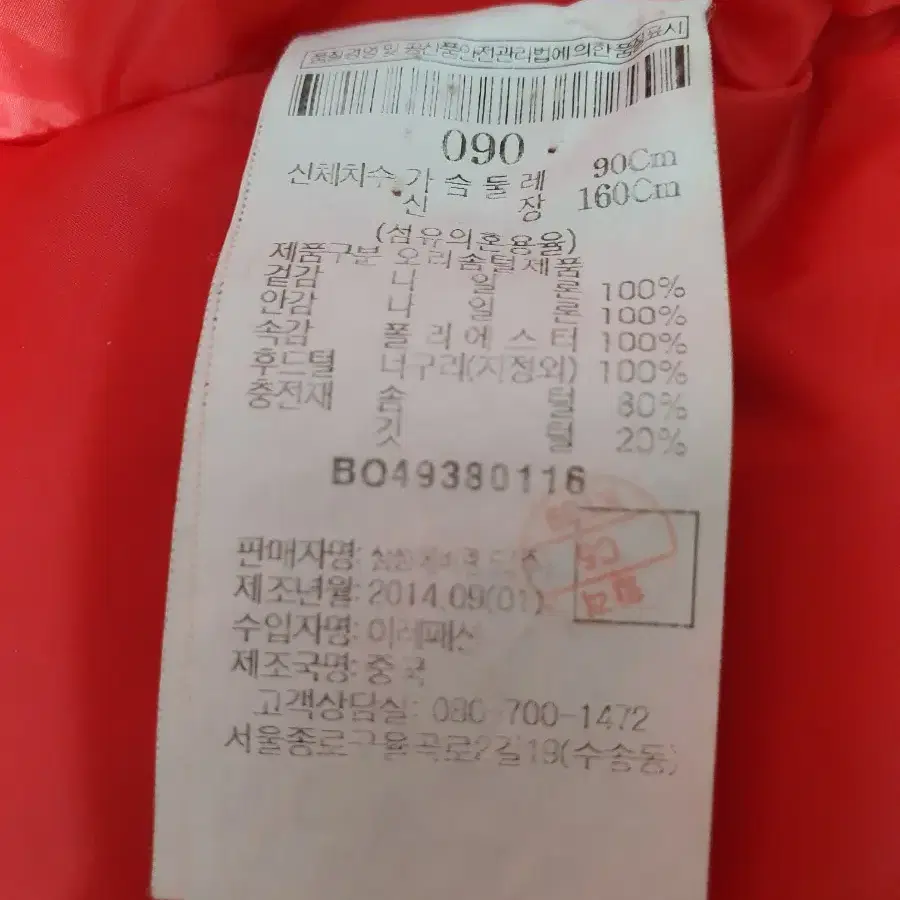 품질경영 및 공산품안전관리법에 의한 품질표시
090
신체치수 가 슴 둘 레 90Cm
신 장 160Cm
(섬유의혼용율)
제품구분 오리솜털제품
겉감 나 일 론 100%
안감 나 일 론 100%
속감 폴 리 에 스 터 100%
후드털 너구리(지정외) 100%
충전재 솜 털 80%
깃 털 20%
BO49380116
판매자명:
제조년월: 2014.09(01)
수입자명: 이레패션
제조국명: 중국
고객상담실: 080-700-1472
서울종로구율곡로2길19(수송동)